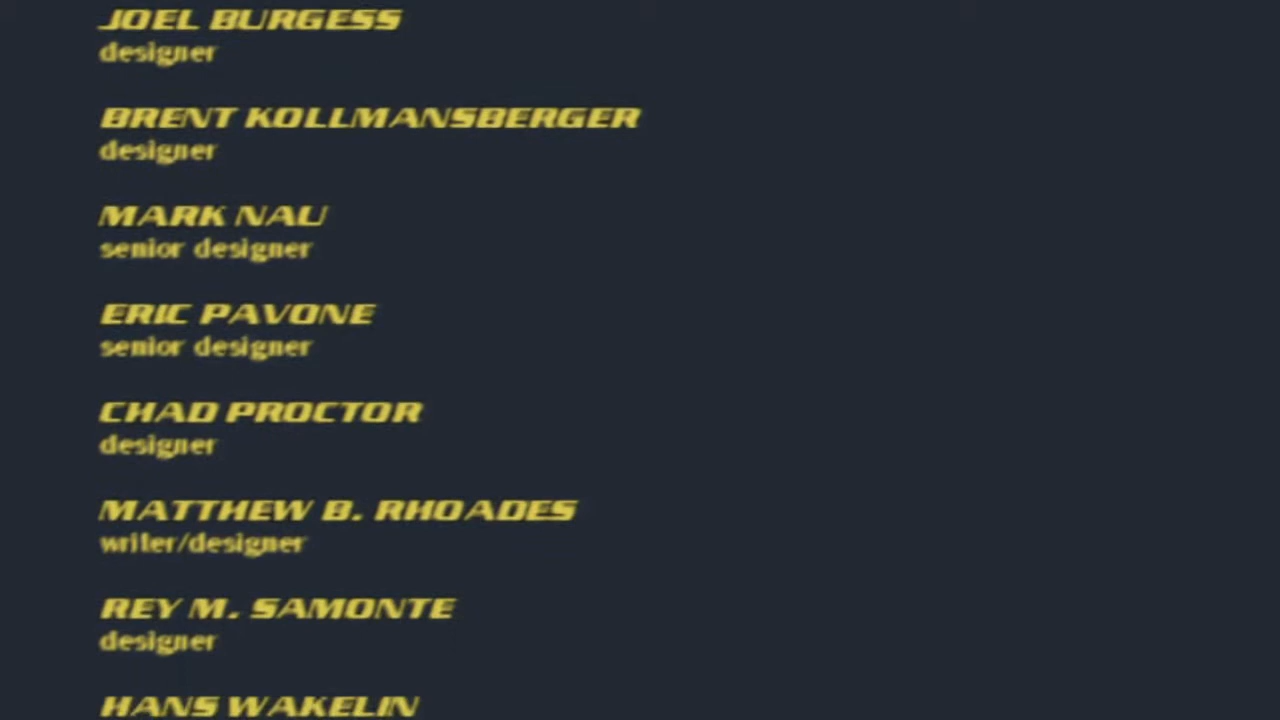 JOEL BURGESS
designer
BRENT KOLLMANSBERGER
designer
MARK NAU
senior designer
ERIC PAVONE
senior designer
CHAD PROCTOR
designer
MATTHEW B. RHOADES
writer/designer
REY M. SAMONTE
designer
HANS WAKELIN